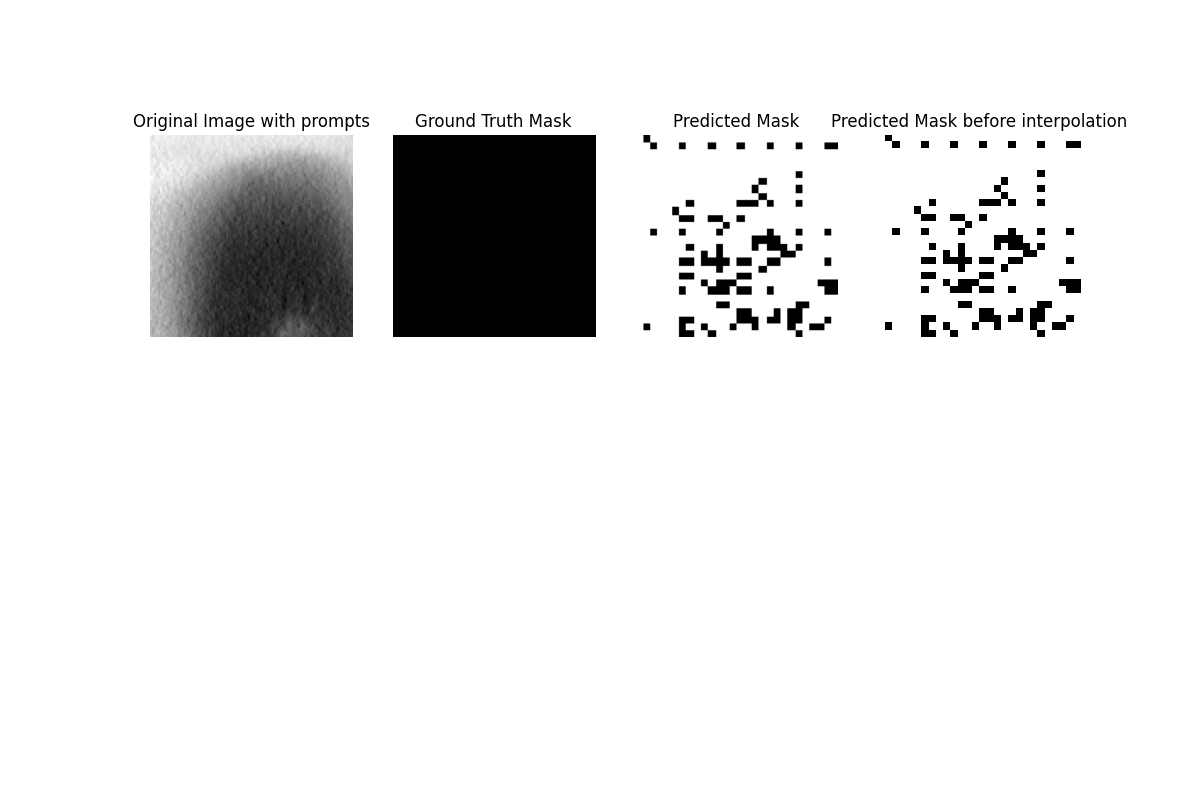 Original Image with prompts
Ground Truth Mask
Predicted Mask
Predicted Mask before interpolation